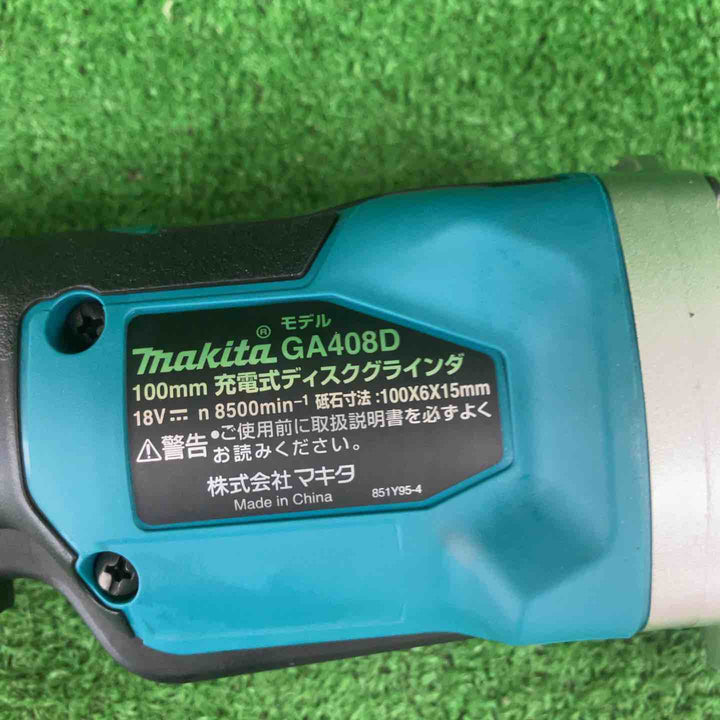 モデル
makita® GA408D
100mm 充電式ディスクグラインダ
18V⎓ n 8500min⁻¹ 砥石寸法:100X6X15mm
⚠警告 •ご使用前に取扱説明書を必ずよく
お読みください。
株式会社 マキタ
Made in China 851Y95-4